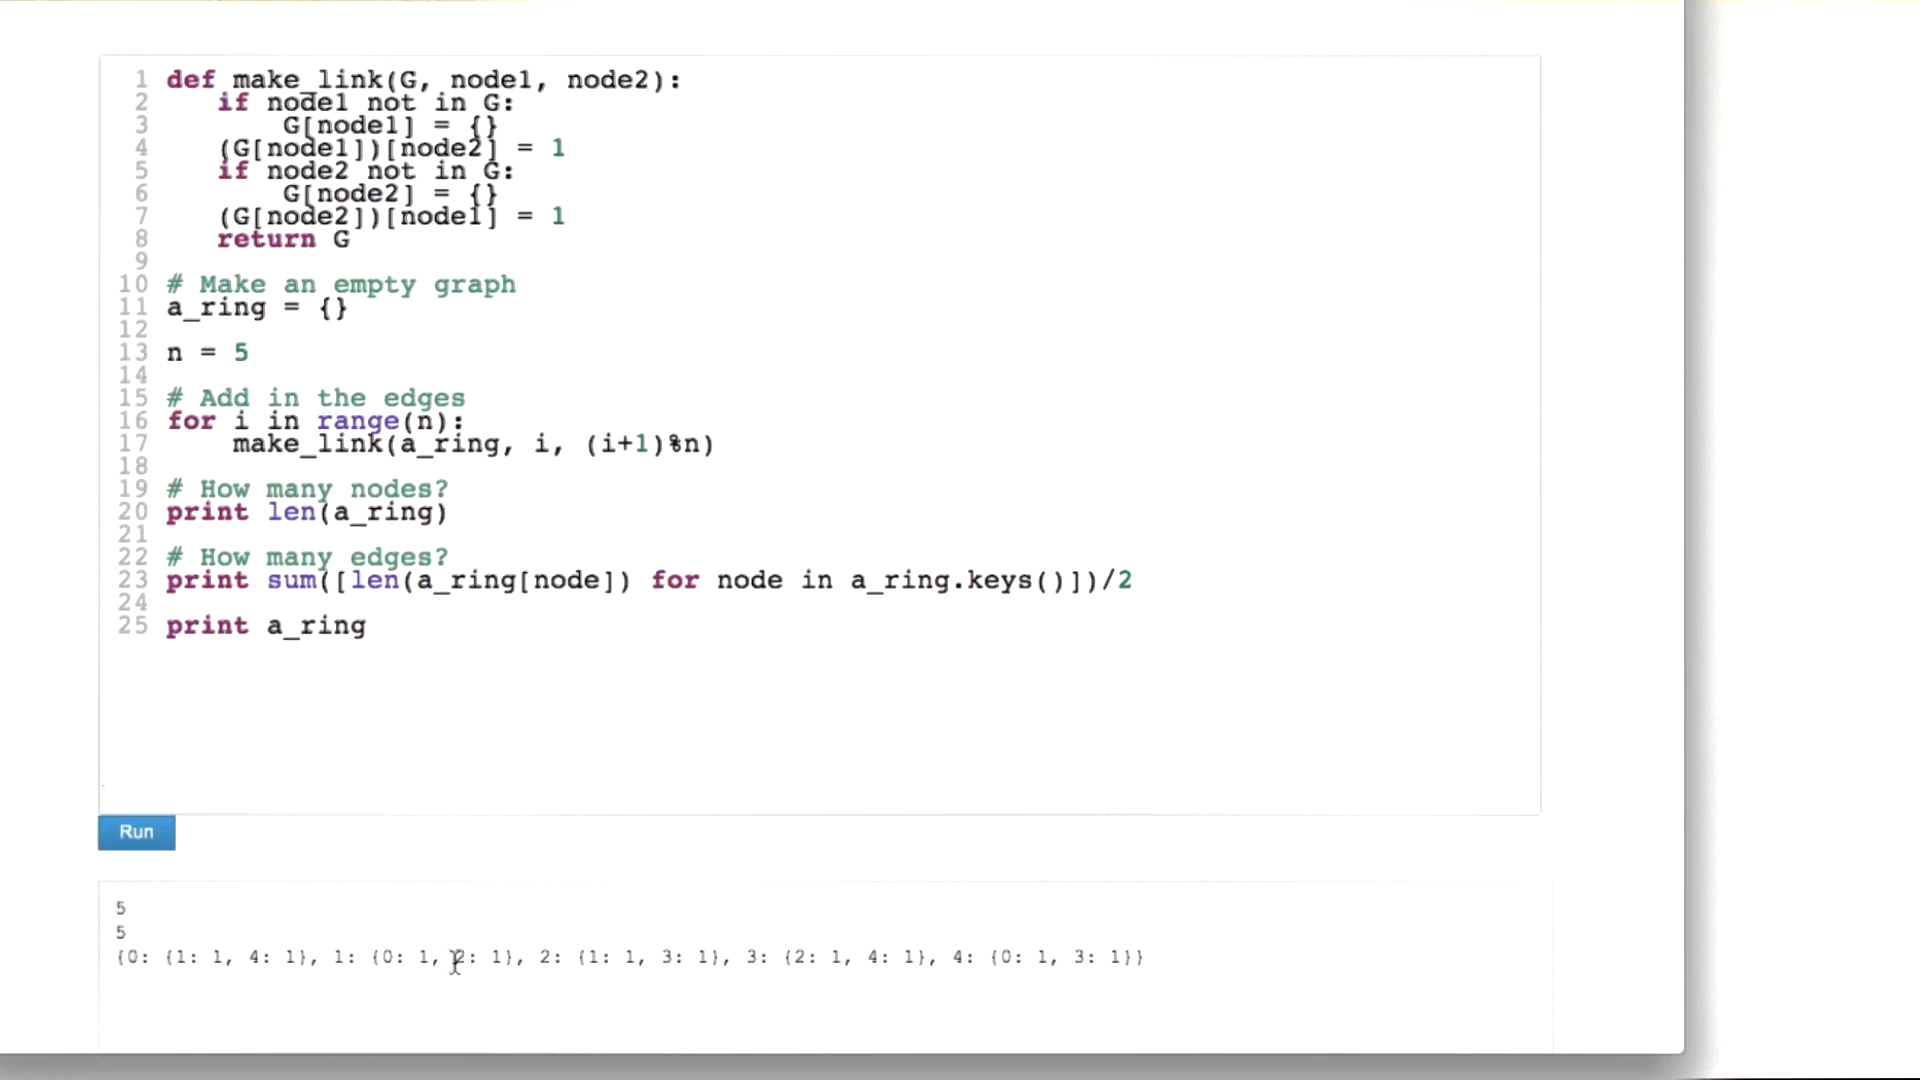 1 def make_link(G, node1, node2):
2 if node1 not in G:
3 G[node1] = {}
4 (G[node1])[node2] = 1
5 if node2 not in G:
6 G[node2] = {}
7 (G[node2])[node1] = 1
8 return G
9
10 # Make an empty graph
11 a_ring = {}
12
13 n = 5
14
15 # Add in the edges
16 for i in range(n):
17 make_link(a_ring, i, (i+1)%n)
18
19 # How many nodes?
20 print len(a_ring)
21
22 # How many edges?
23 print sum([len(a_ring[node]) for node in a_ring.keys()])/2
24
25 print a_ring
Run
5
5
{0: {1: 1, 4: 1}, 1: {0: 1, 2: 1}, 2: {1: 1, 3: 1}, 3: {2: 1, 4: 1}, 4: {0: 1, 3: 1}}